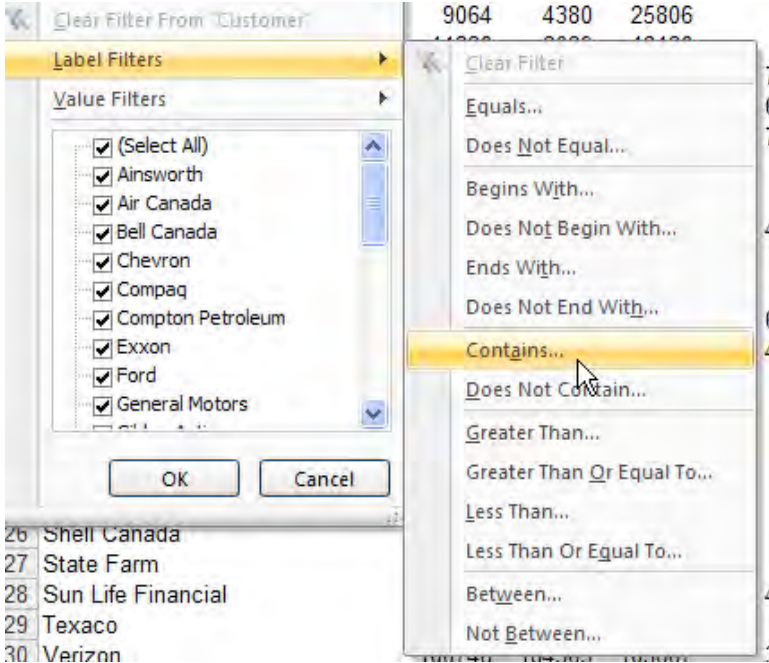 Clear Filter From "Customer"
Label Filters
Value Filters
(Select All)
Ainsworth
Air Canada
Bell Canada
Chevron
Compaq
Compton Petroleum
Exxon
Ford
General Motors
OK Cancel
9064 4380 25806
Clear Filter
Equals...
Does Not Equal...
Begins With...
Does Not Begin With...
Ends With...
Does Not End With...
Contains...
Does Not Contain...
Greater Than...
Greater Than Or Equal To...
Less Than...
Less Than Or Equal To...
Between...
Not Between...
26 Shell Canada
27 State Farm
28 Sun Life Financial
29 Texaco
30 Verizon